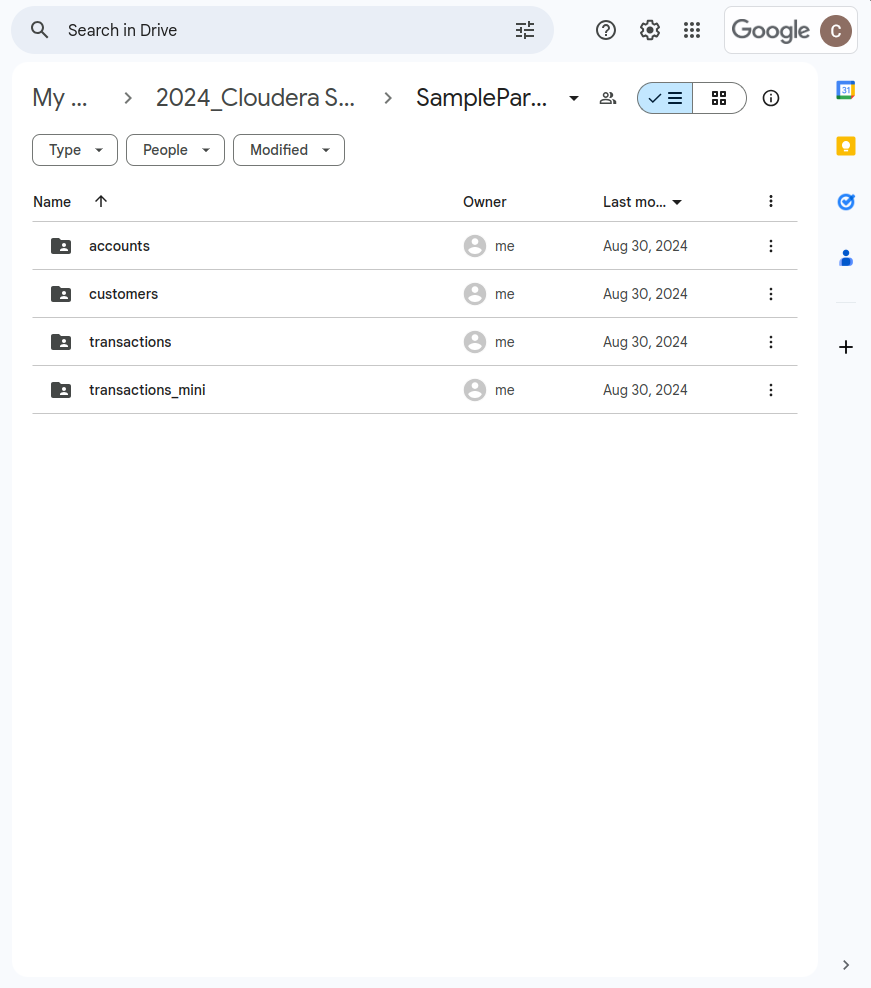 Search in Drive
Google C
My ... 2024_Cloudera S... SamplePar...
31
Type People Modified
Name Owner Last mo...
accounts me Aug 30, 2024
customers me Aug 30, 2024
transactions me Aug 30, 2024
transactions_mini me Aug 30, 2024